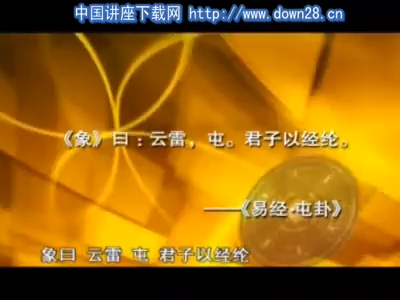 中国讲座下载网 http://www.down28.cn
《象》曰：云雷，屯。君子以经纶。
——《易经·屯卦》
象曰 云雷 屯 君子以经纶